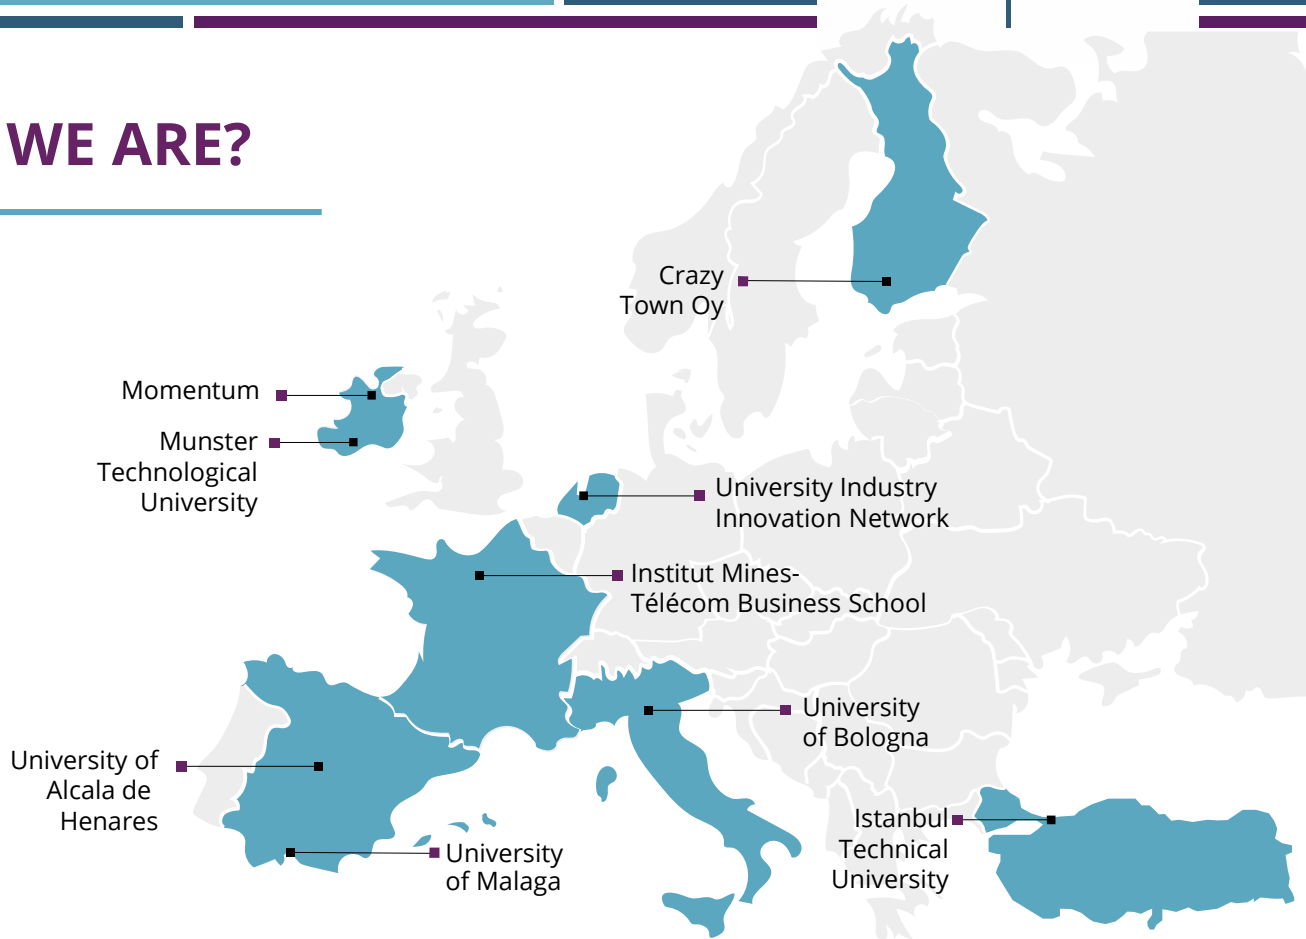 WE ARE?
Crazy
Town Oy
Momentum
Munster
Technological
University
University Industry
Innovation Network
Institut Mines-
Télécom Business School
University
of Bologna
University of
Alcala de
Henares
Istanbul
Technical
University
University
of Malaga